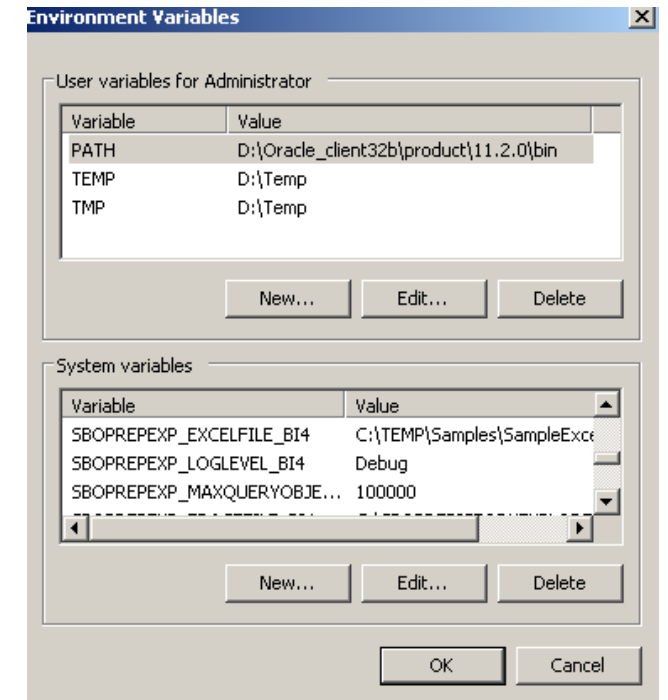 Environment Variables
User variables for Administrator
Variable Value
PATH D:\Oracle_client32b\product\11.2.0\bin
TEMP D:\Temp
TMP D:\Temp
New... Edit... Delete
System variables
Variable Value
SBOPREPEXP_EXCELFILE_BI4 C:\TEMP\Samples\SampleExce
SBOPREPEXP_LOGLEVEL_BI4 Debug
SBOPREPEXP_MAXQUERYOBJE... 100000
New... Edit... Delete
OK Cancel